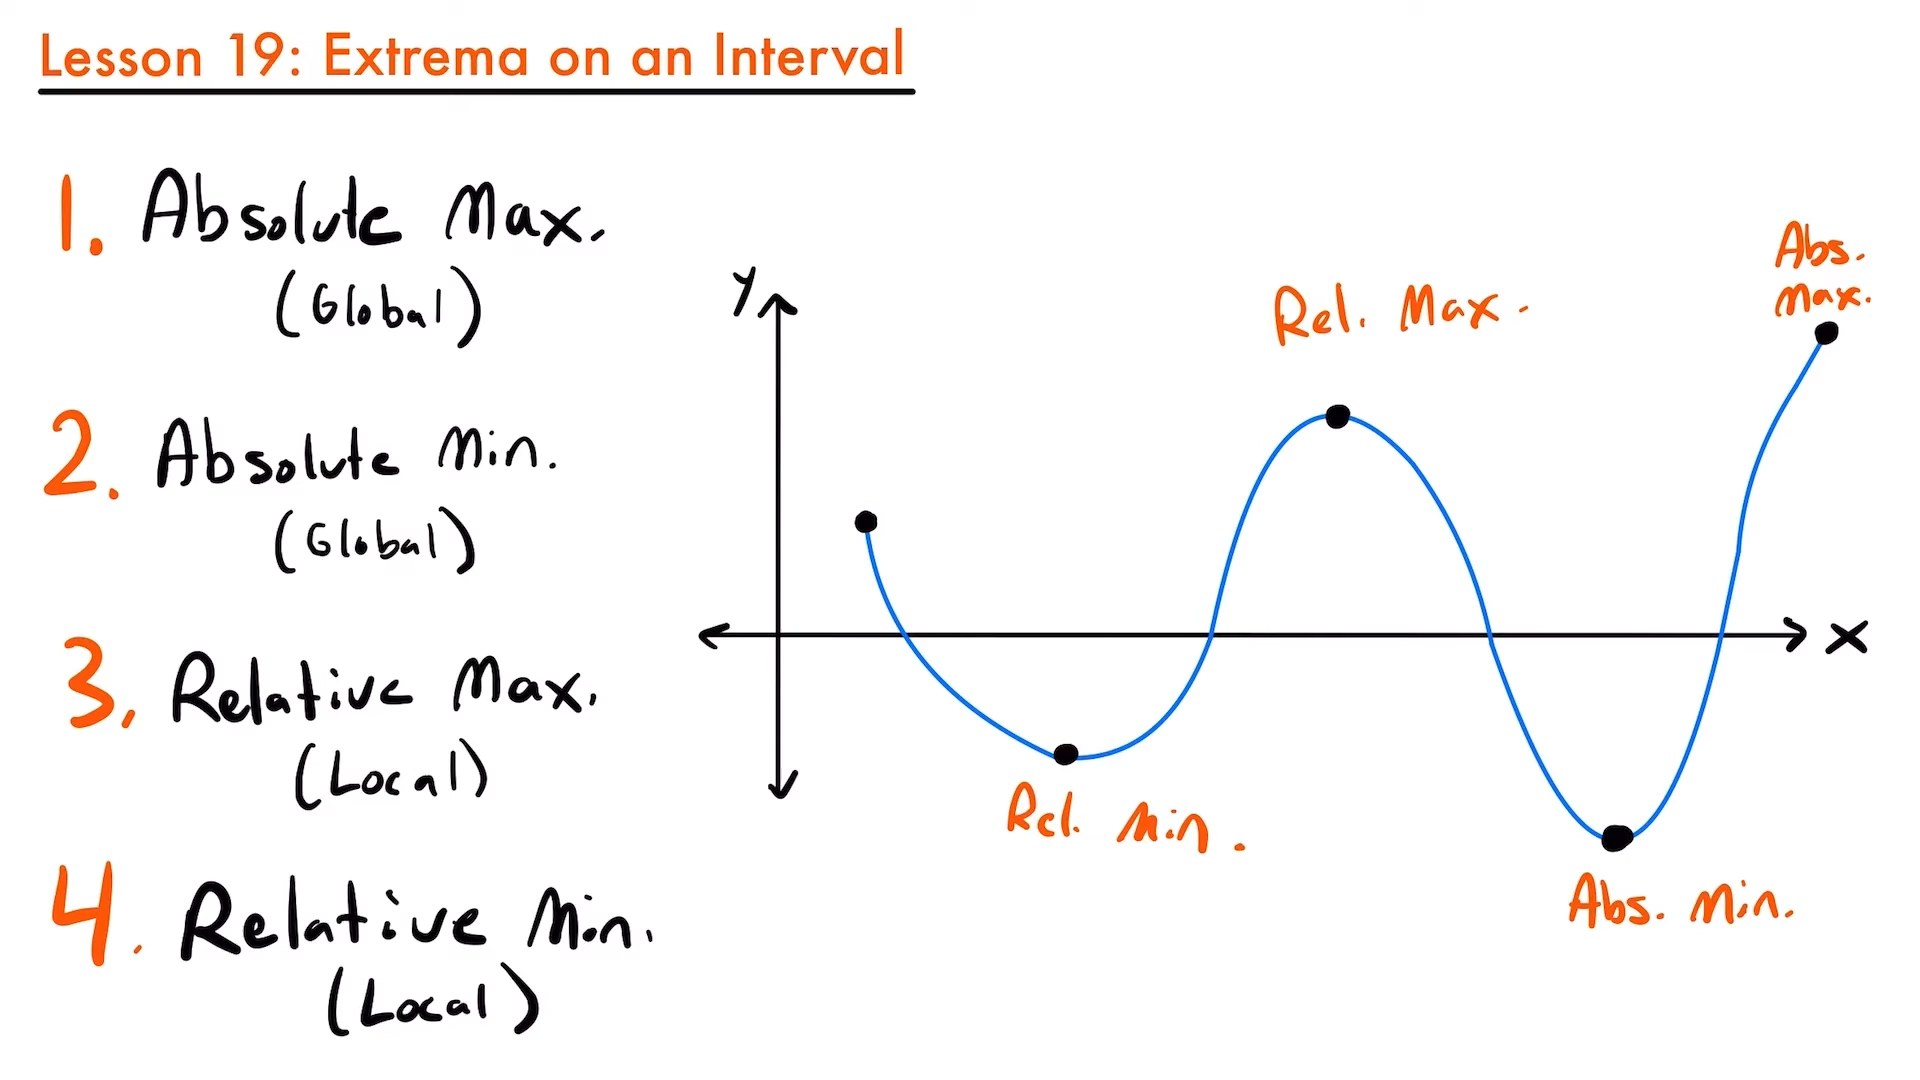 Lesson 19: Extrema on an Interval
1. Absolute Max.
(Global)
2. Absolute Min.
(Global)
3. Relative Max.
(Local)
4. Relative Min.
(Local)
y
x
Rel. Min.
Rel. Max.
Abs. Min.
Abs.
Max.